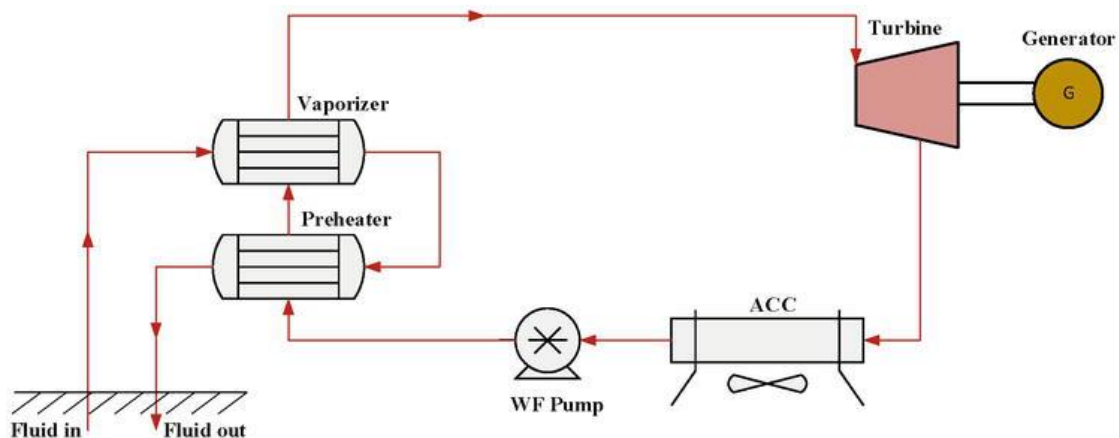 Turbine
Generator
G
Vaporizer
Preheater
ACC
WF Pump
Fluid in
Fluid out